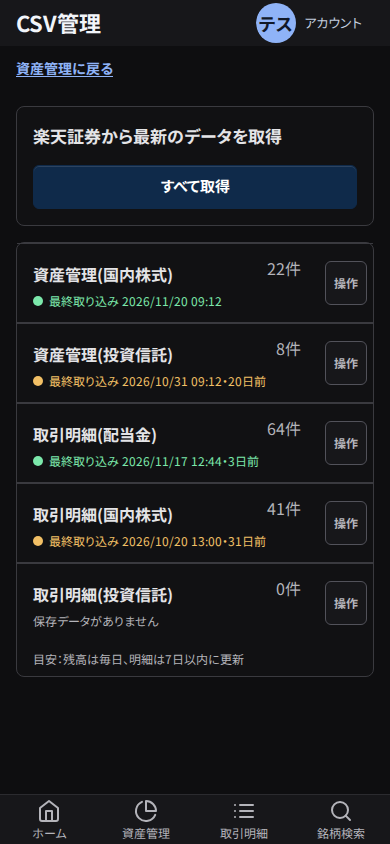 CSV管理
テス アカウント
資産管理に戻る
楽天証券から最新のデータを取得
すべて取得
資産管理(国内株式) 22件 操作
最終取り込み 2026/11/20 09:12
資産管理(投資信託) 8件 操作
最終取り込み 2026/10/31 09:12・20日前
取引明細(配当金) 64件 操作
最終取り込み 2026/11/17 12:44・3日前
取引明細(国内株式) 41件 操作
最終取り込み 2026/10/20 13:00・31日前
取引明細(投資信託) 0件 操作
保存データがありません
目安：残高は毎日、明細は7日以内に更新
ホーム 資産管理 取引明細 銘柄検索